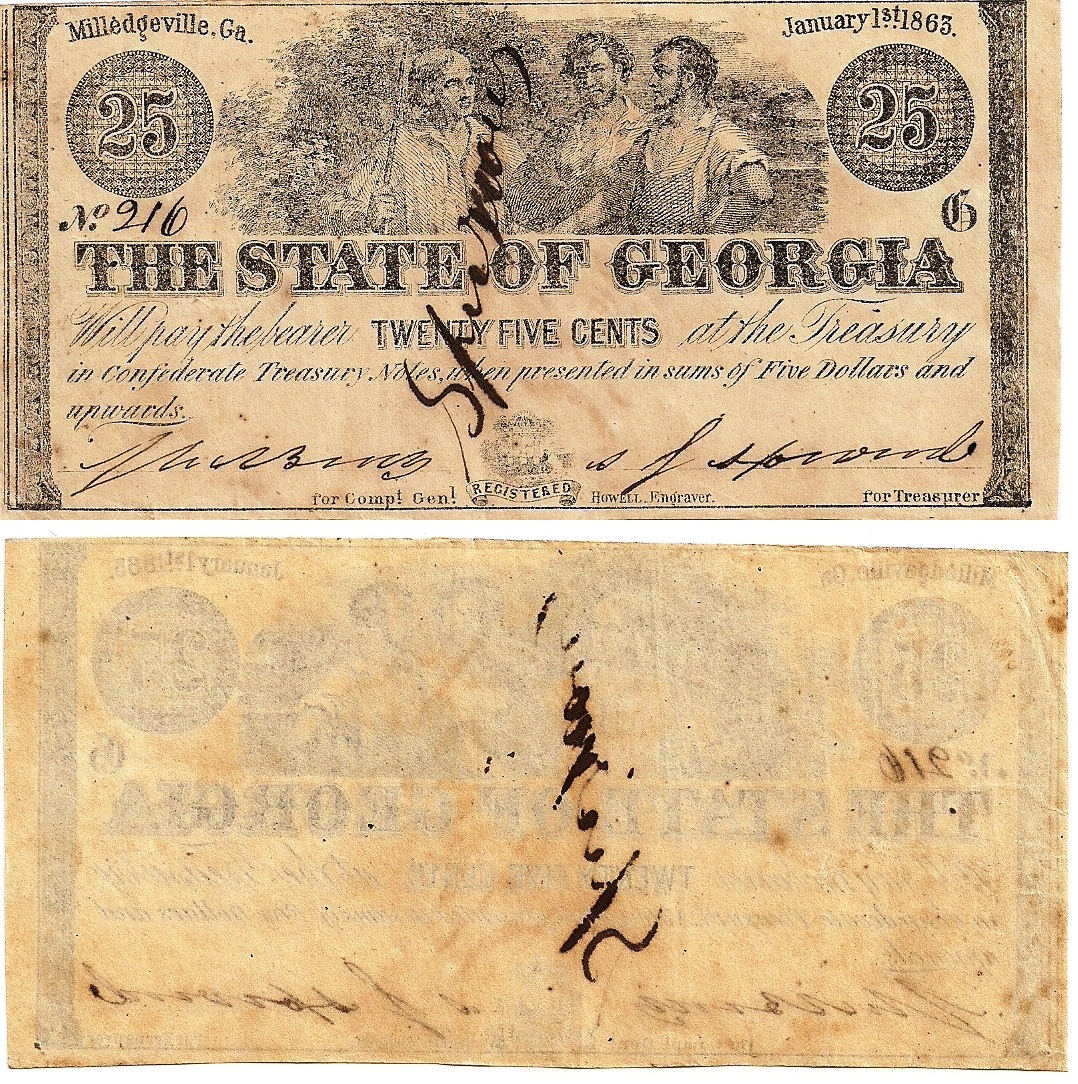 Milledgeville, Ga. January 1st 1863.
25 25
No 216 G
THE STATE OF GEORGIA
Will pay the bearer TWENTY FIVE CENTS at the Treasury
in Confederate Treasury Notes, when presented in sums of Five Dollars and
upwards.
for Compt Genl REGISTERED HOWELL, Engraver. for Treasurer